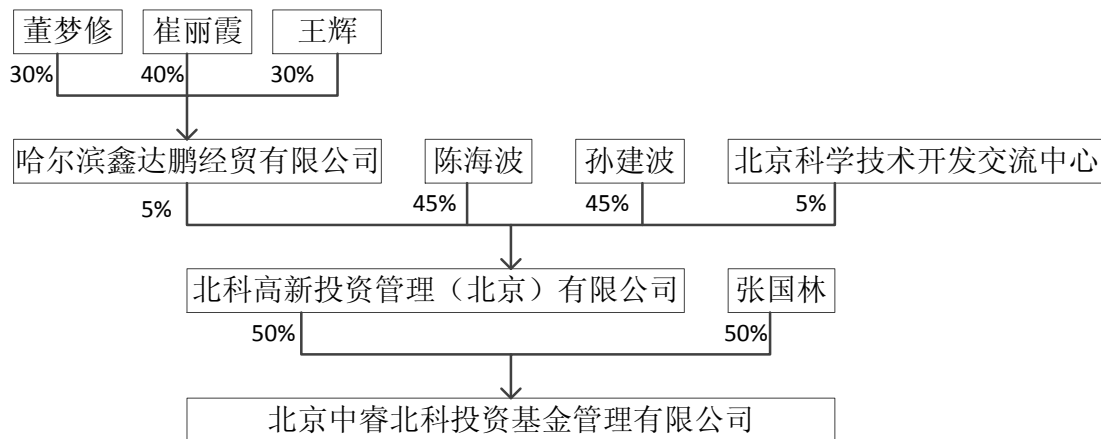 董梦修
崔丽霞
王辉
30%
40%
30%
哈尔滨鑫达鹏经贸有限公司
陈海波
孙建波
北京科学技术开发交流中心
5%
45%
45%
5%
北科高新投资管理（北京）有限公司
张国林
50%
50%
北京中睿北科投资基金管理有限公司